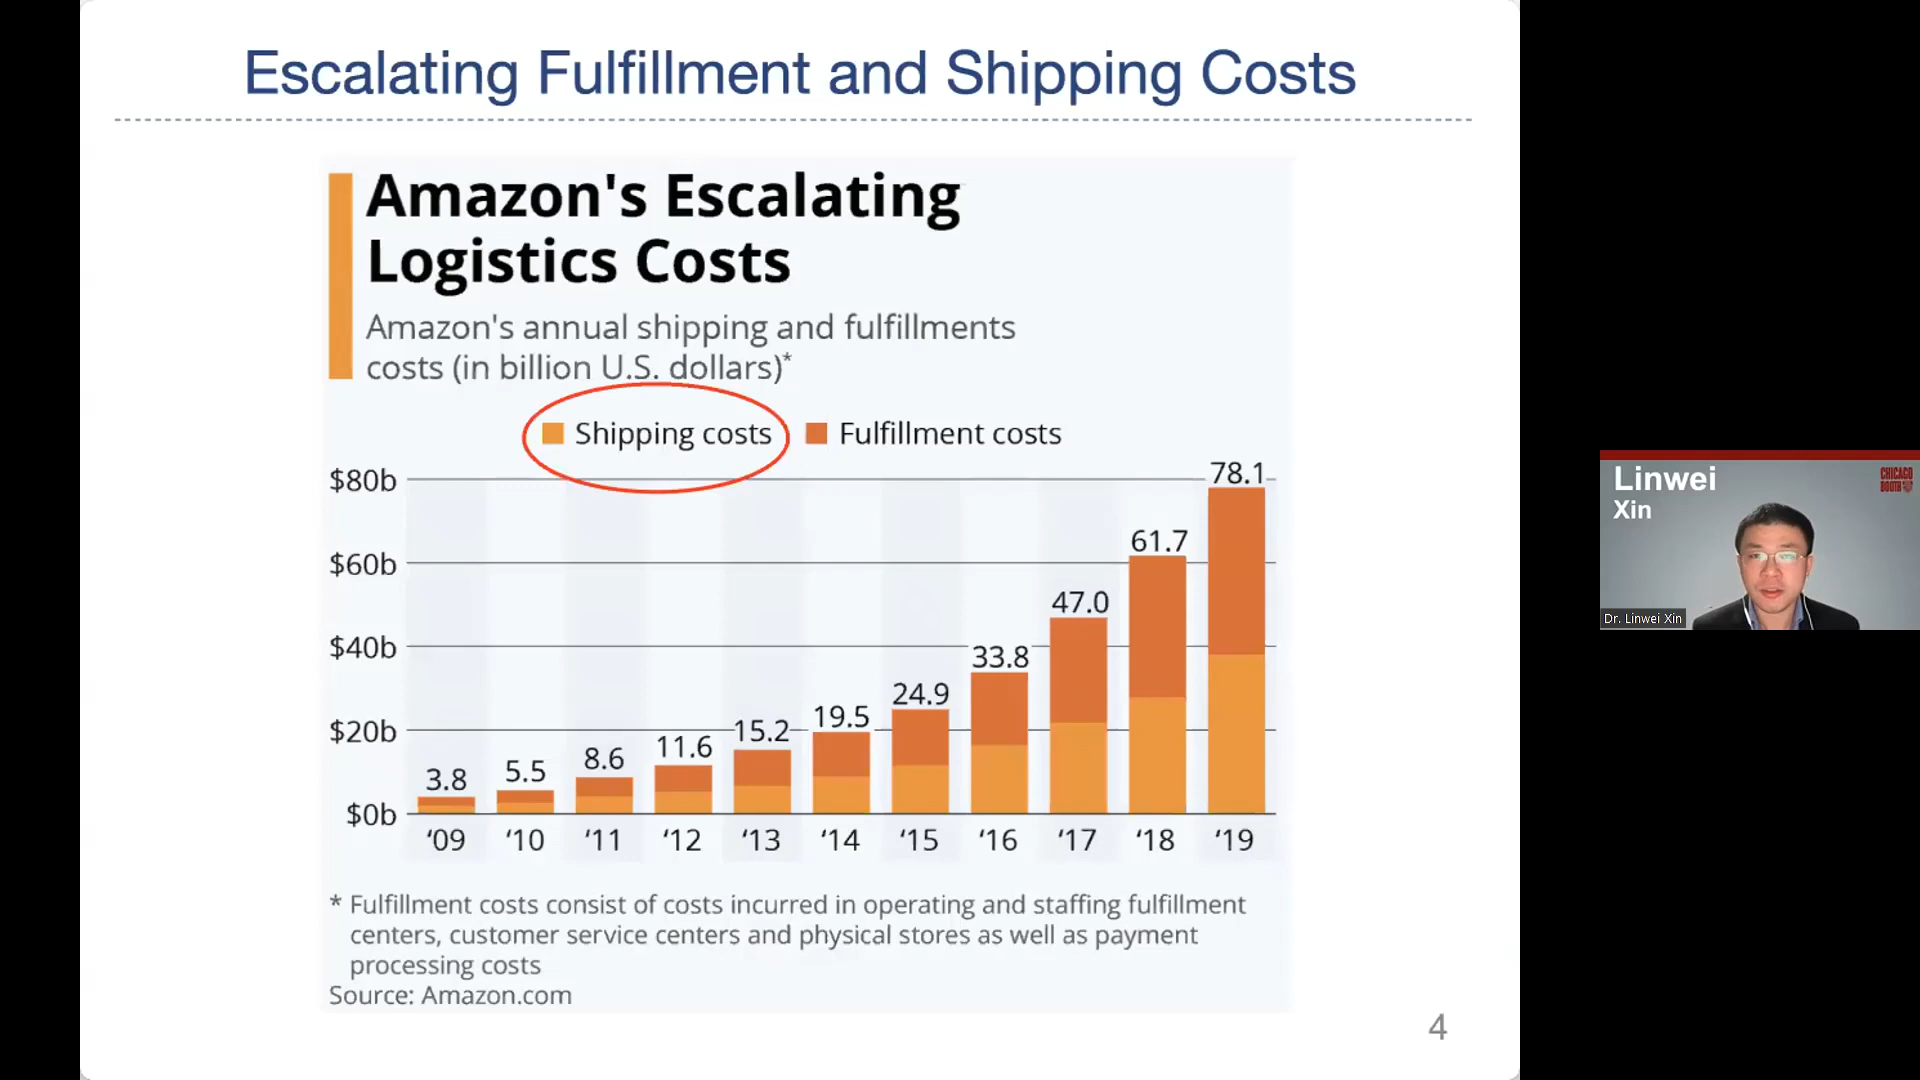 Escalating Fulfillment and Shipping Costs
Amazon's Escalating
Logistics Costs
Amazon's annual shipping and fulfillments
costs (in billion U.S. dollars)*
Shipping costs
Fulfillment costs
$80b
$60b
$40b
$20b
$0b
3.8
5.5
8.6
11.6
15.2
19.5
24.9
33.8
47.0
61.7
78.1
‘09
‘10
‘11
‘12
‘13
‘14
‘15
‘16
‘17
‘18
‘19
* Fulfillment costs consist of costs incurred in operating and staffing fulfillment
centers, customer service centers and physical stores as well as payment
processing costs
Source: Amazon.com
4
Linwei
Xin
CHICAGO
BOOTH
Dr. Linwei Xin